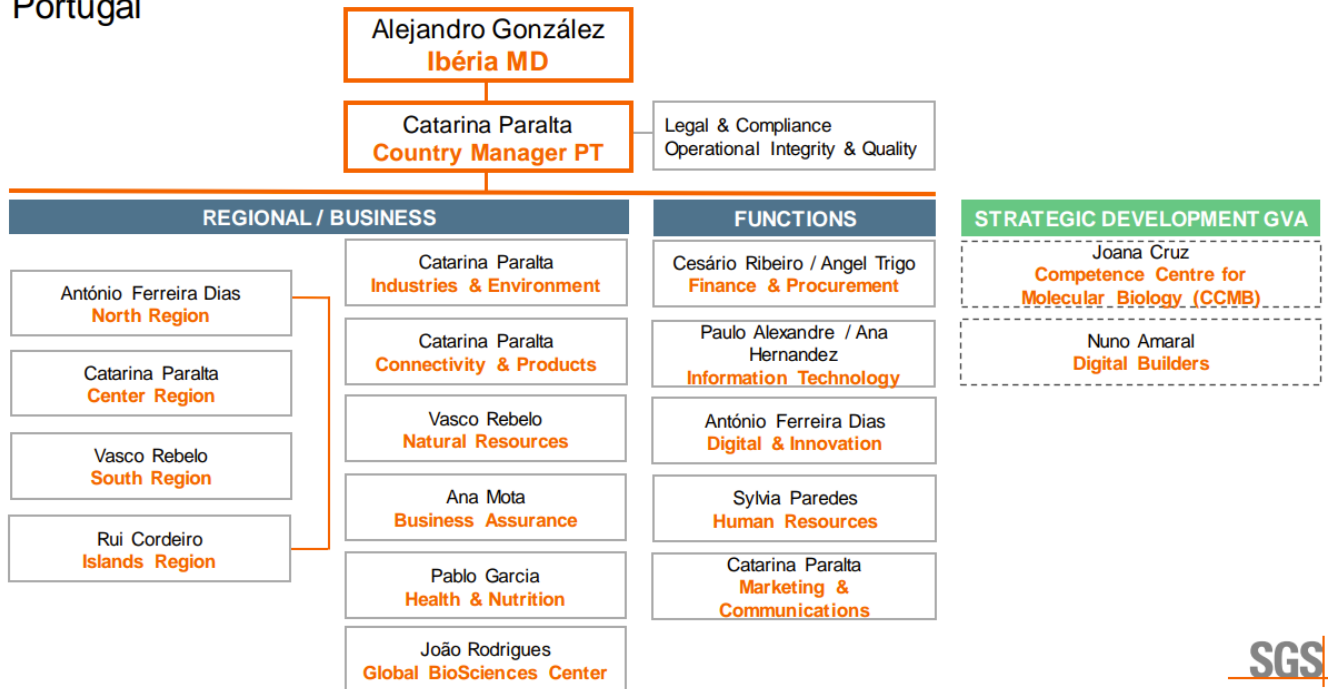 Portugal
Alejandro González
Ibéria MD
Catarina Paralta
Country Manager PT
Legal & Compliance
Operational Integrity & Quality
REGIONAL / BUSINESS
António Ferreira Dias
North Region
Catarina Paralta
Center Region
Vasco Rebelo
South Region
Rui Cordeiro
Islands Region
Catarina Paralta
Industries & Environment
Catarina Paralta
Connectivity & Products
Vasco Rebelo
Natural Resources
Ana Mota
Business Assurance
Pablo Garcia
Health & Nutrition
João Rodrigues
Global BioSciences Center
FUNCTIONS
Cesário Ribeiro / Angel Trigo
Finance & Procurement
Paulo Alexandre / Ana
Hernandez
Information Technology
António Ferreira Dias
Digital & Innovation
Sylvia Paredes
Human Resources
Catarina Paralta
Marketing &
Communications
STRATEGIC DEVELOPMENT GVA
Joana Cruz
Competence Centre for
Molecular Biology (CCMB)
Nuno Amaral
Digital Builders
SGS